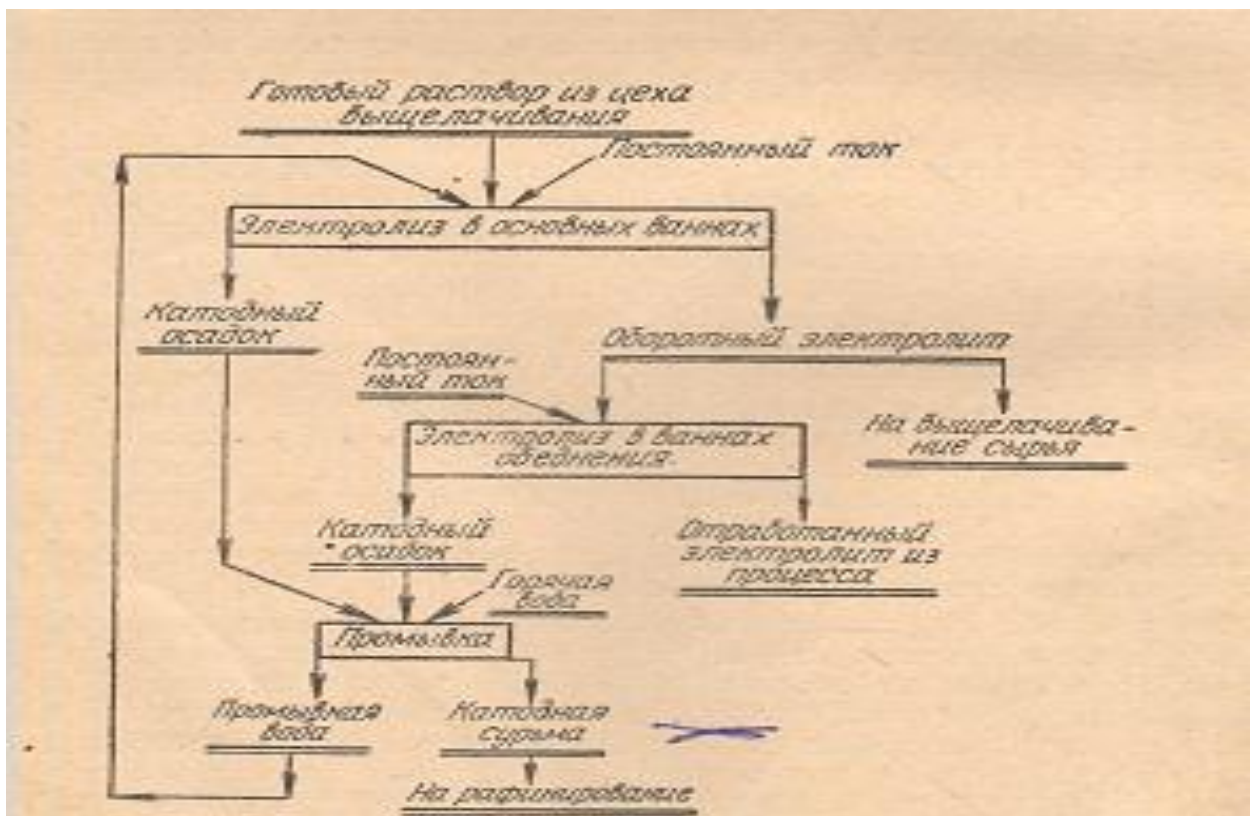 Готовый раствор из цеха
выщелачивания
Постоянный ток
Электролиз в основных ваннах
Катодный
осадок
Оборотный электролит
Постоян-
ный ток
На выщелачива-
ние сырья
Электролиз в ваннах
обеднения
Катодный
осадок
Отработанный
электролит из
процесса
Горячая
вода
Промывка
Промывная
вода
Катодная
сурьма
На рафинирование